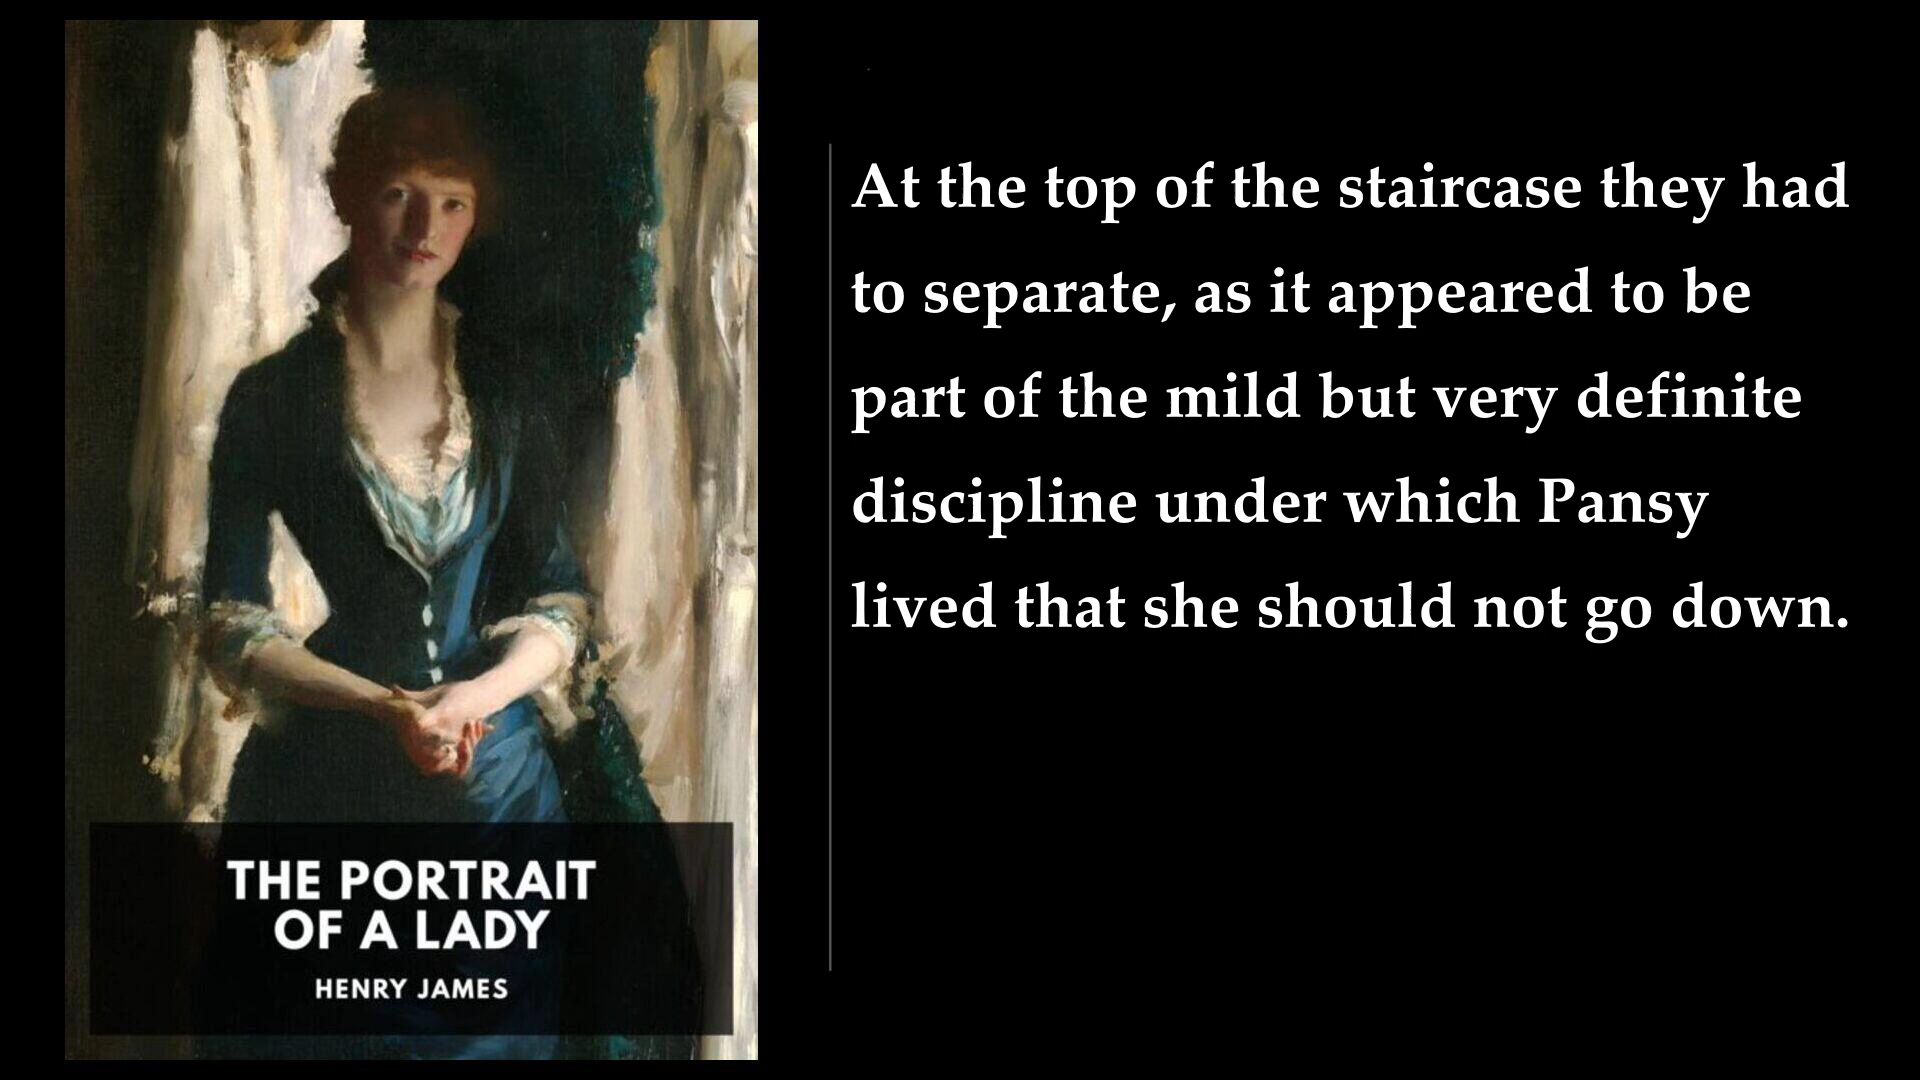 THE PORTRAIT
OF A LADY
HENRY JAMES
At the top of the staircase they had
to separate, as it appeared to be
part of the mild but very definite
discipline under which Pansy
lived that she should not go down.